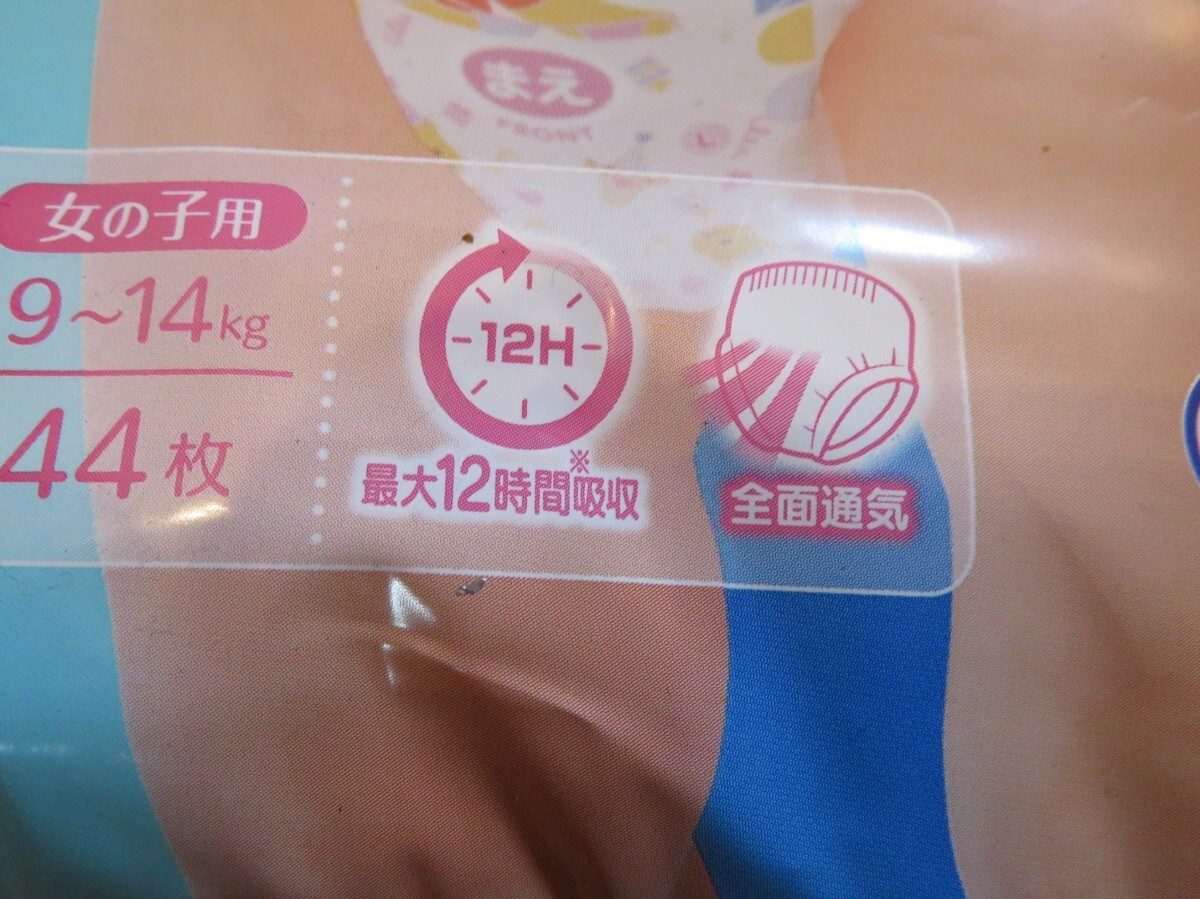 まえ
FRONT
L
女の子用
9~14kg
44枚
12H
最大12時間※吸収
全面通気